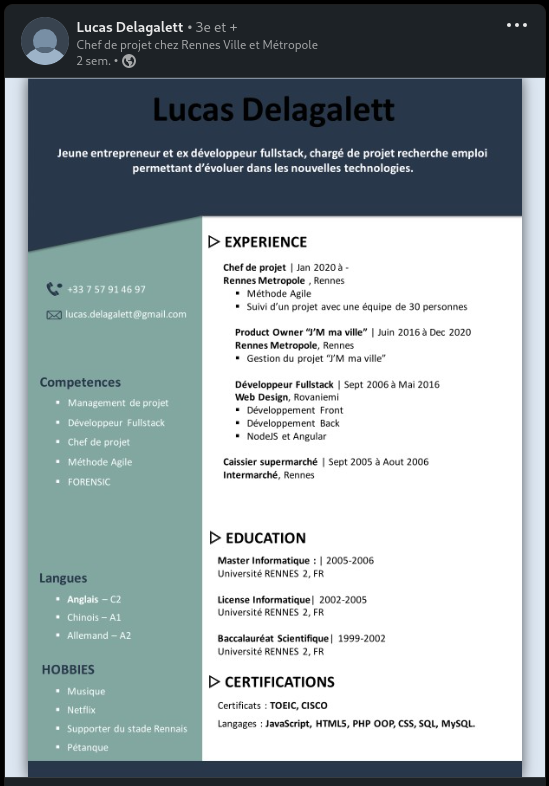 Lucas Delagalett • 3e et +
Chef de projet chez Rennes Ville et Métropole
2 sem. •
Lucas Delagalett
Jeune entrepreneur et ex développeur fullstack, chargé de projet recherche emploi
permettant d'évoluer dans les nouvelles technologies.
+33 7 57 91 46 97
lucas.delagalett@gmail.com
Competences
▪ Management de projet
▪ Développeur Fullstack
▪ Chef de projet
▪ Méthode Agile
▪ FORENSIC
Langues
▪ Anglais – C2
▪ Chinois – A1
▪ Allemand – A2
HOBBIES
▪ Musique
▪ Netflix
▪ Supporter du stade Rennais
▪ Pétanque
EXPERIENCE
Chef de projet | Jan 2020 à -
Rennes Metropole , Rennes
▪ Méthode Agile
▪ Suivi d'un projet avec une équipe de 30 personnes
Product Owner "J'M ma ville" | Juin 2016 à Dec 2020
Rennes Metropole, Rennes
▪ Gestion du projet "J'M ma ville"
Développeur Fullstack | Sept 2006 à Mai 2016
Web Design, Rovaniemi
▪ Développement Front
▪ Développement Back
▪ NodeJS et Angular
Caissier supermarché | Sept 2005 à Aout 2006
Intermarché, Rennes
EDUCATION
Master Informatique : | 2005-2006
Université RENNES 2, FR
License Informatique| 2002-2005
Université RENNES 2, FR
Baccalauréat Scientifique| 1999-2002
Université RENNES 2, FR
CERTIFICATIONS
Certificats : TOEIC, CISCO
Langages : JavaScript, HTML5, PHP OOP, CSS, SQL, MySQL.